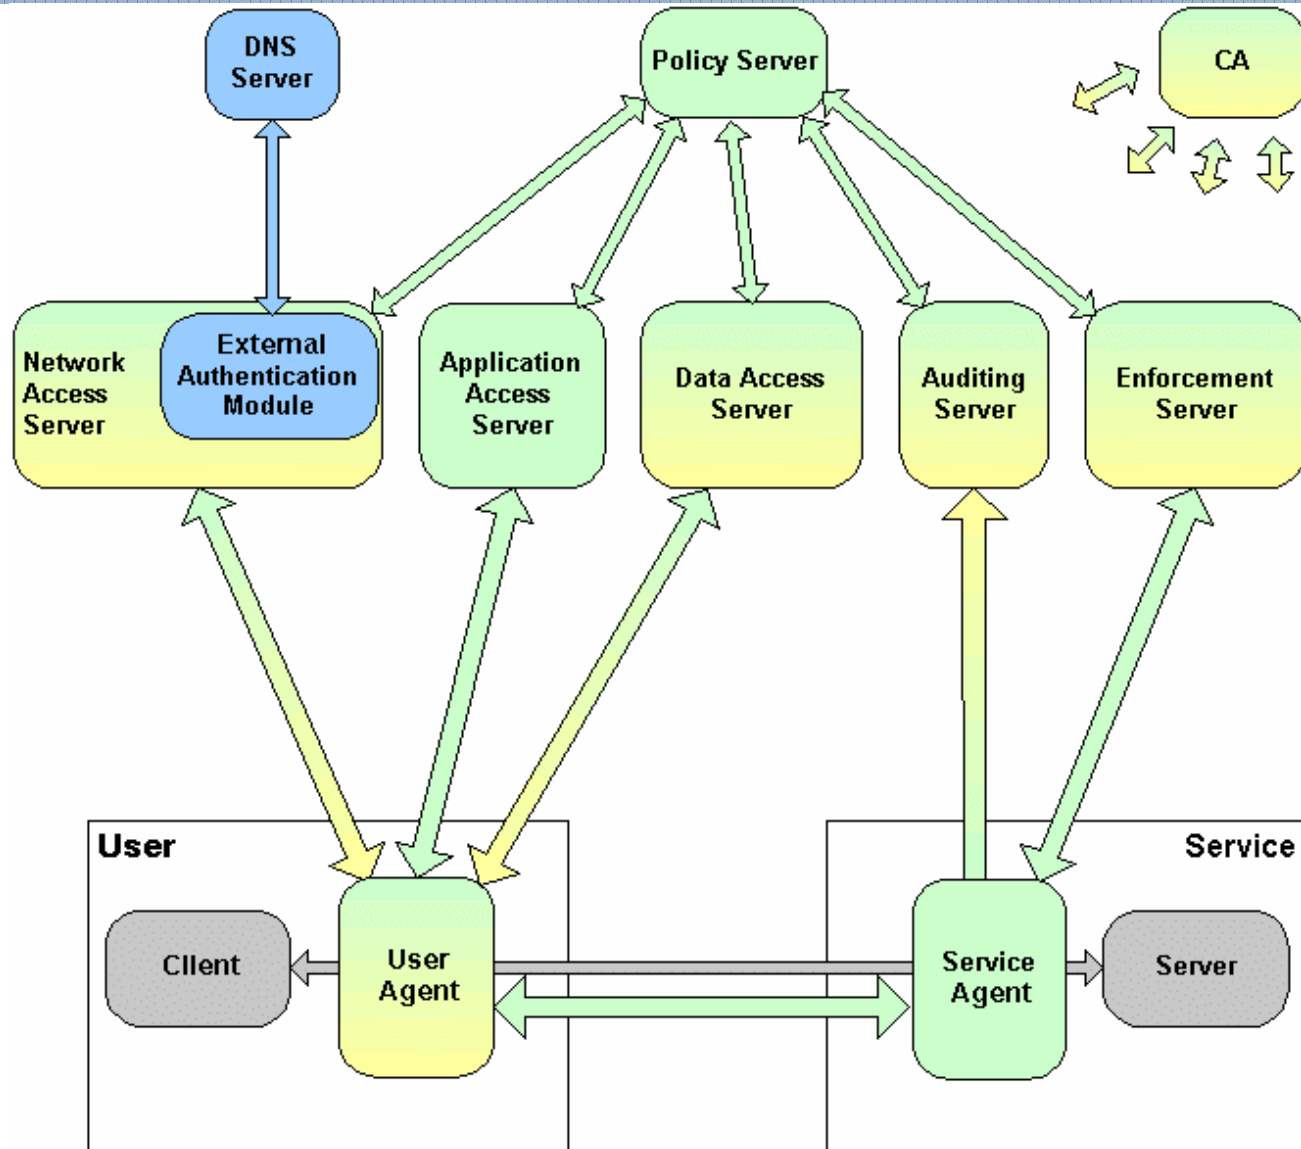 DNS
Server
Policy Server
CA
Network
Access
Server
External
Authentication
Module
Application
Access
Server
Data Access
Server
Auditing
Server
Enforcement
Server
User
Service
Client
User
Agent
Service
Agent
Server